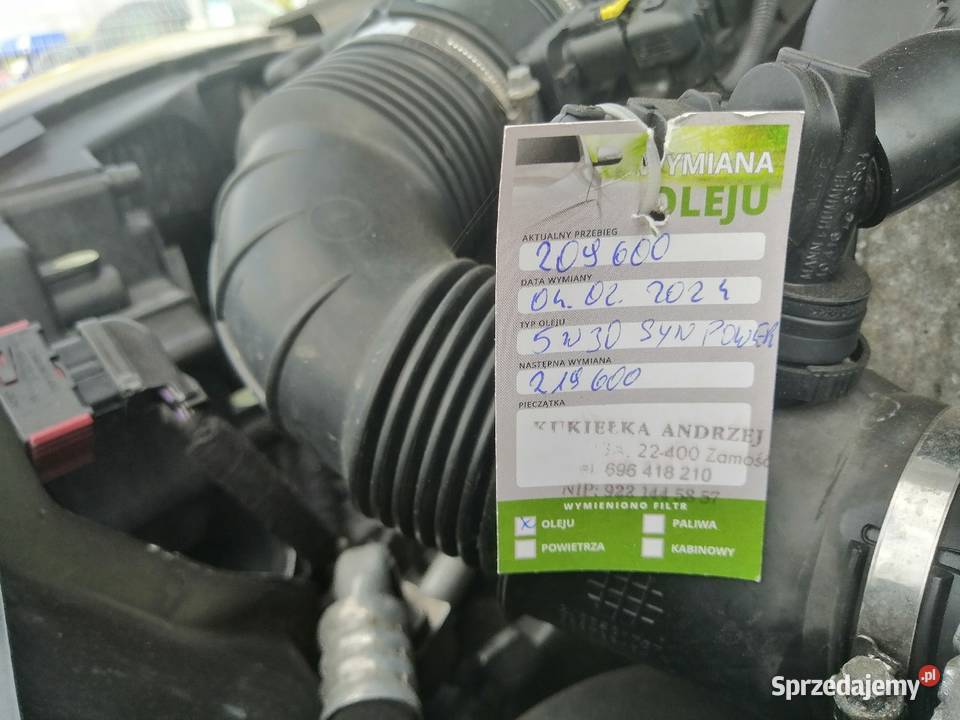 WYMIANA
OLEJU
AKTUALNY PRZEBIEG
209 600
DATA WYMIANY
04. 02. 2024
TYP OLEJU
5W30 SYN POWER
NASTĘPNA WYMIANA
219 600
PIECZĄTKA
KUKIEŁKA ANDRZEJ
22-400 Zamość
696 418 210
NIP: 922 144 58 57
WYMIENIONO FILTR
x OLEJU
PALIWA
POWIETRZA
KABINOWY
Sprzedajemy.pl